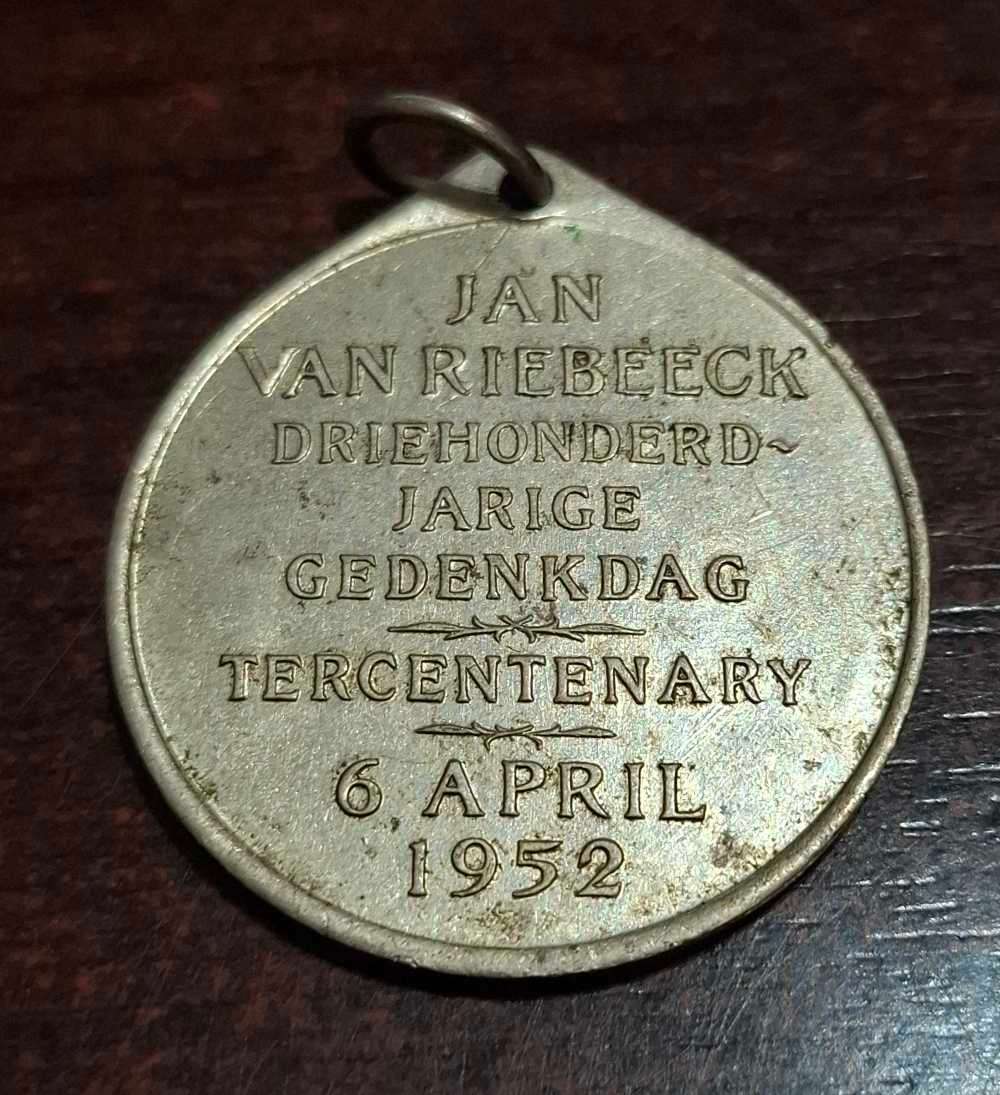 JAN
VAN RIEBEECK
DRIEHONDERD~
JARIGE
GEDENKDAG
TERCENTENARY
6 APRIL
1952